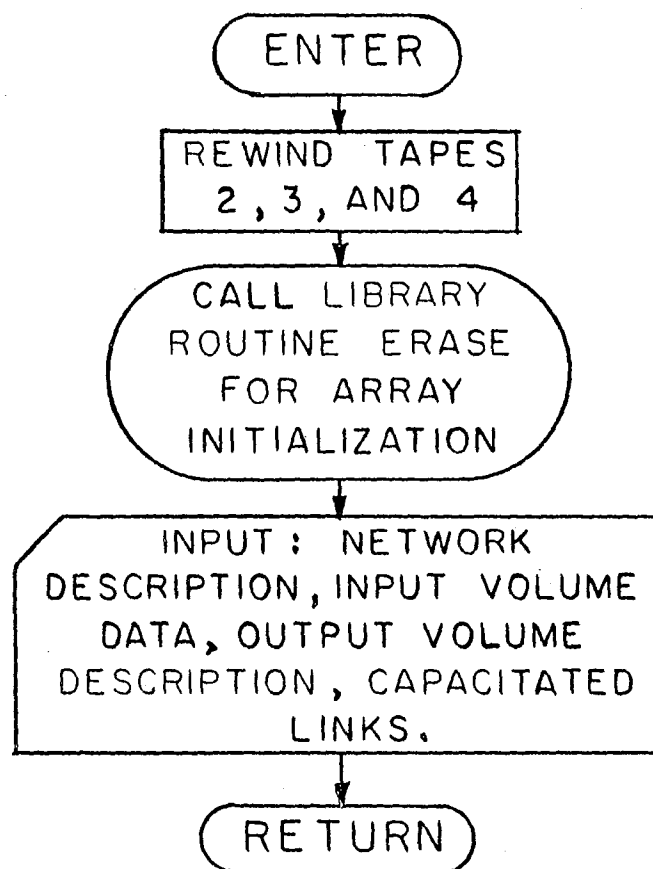 ENTER
REWIND TAPES
2, 3, AND 4
CALL LIBRARY
ROUTINE ERASE
FOR ARRAY
INITIALIZATION
INPUT: NETWORK
DESCRIPTION, INPUT VOLUME
DATA, OUTPUT VOLUME
DESCRIPTION, CAPACITATED
LINKS.
RETURN